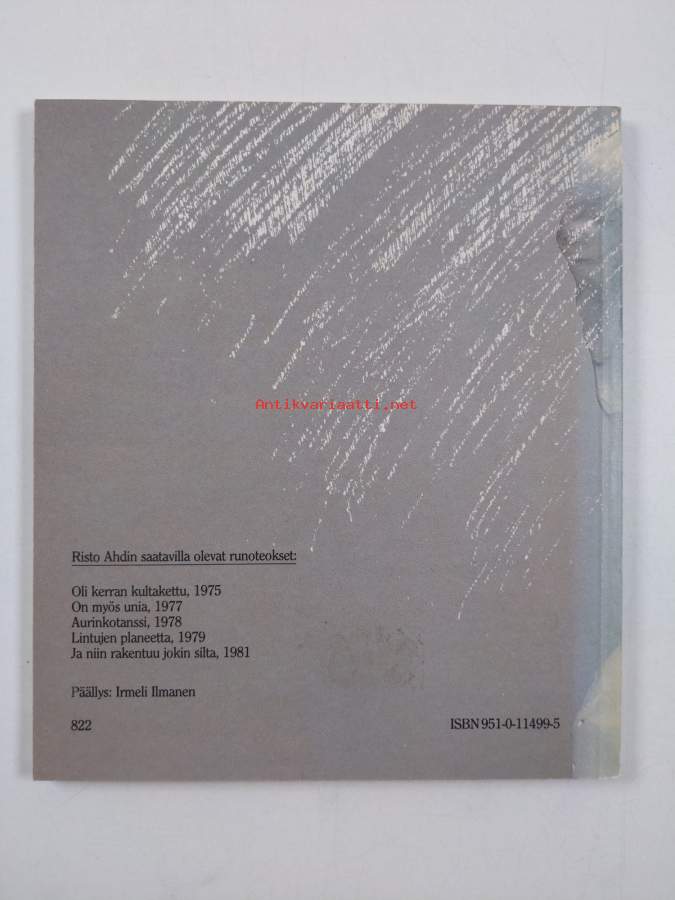 Antikvariaatti.net
Risto Ahdin saatavilla olevat runoteokset:
Oli kerran kultakettu, 1975
On myös unia, 1977
Aurinkotanssi, 1978
Lintujen planeetta, 1979
Ja niin rakentuu jokin silta, 1981
Päällys: Irmeli Ilmanen
822
ISBN 951-0-11499-5